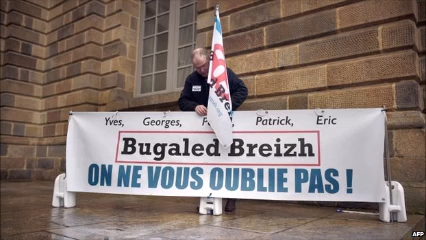 Yves, Georges, Patrick, Eric
Bugaled Breizh
ON NE VOUS OUBLIE PAS !
AFP